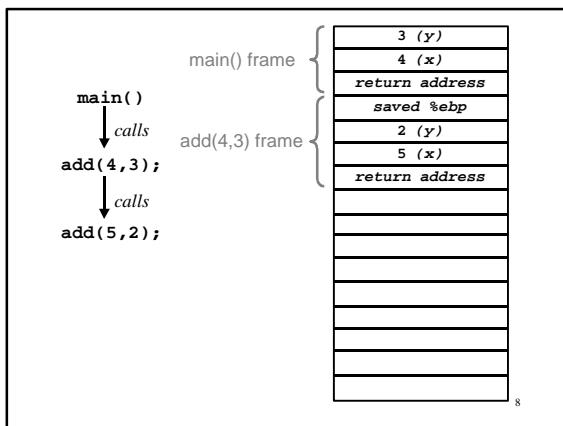 main()
calls
add(4,3);
calls
add(5,2);
main() frame
add(4,3) frame
3 (y)
4 (x)
return address
saved %ebp
2 (y)
5 (x)
return address
8